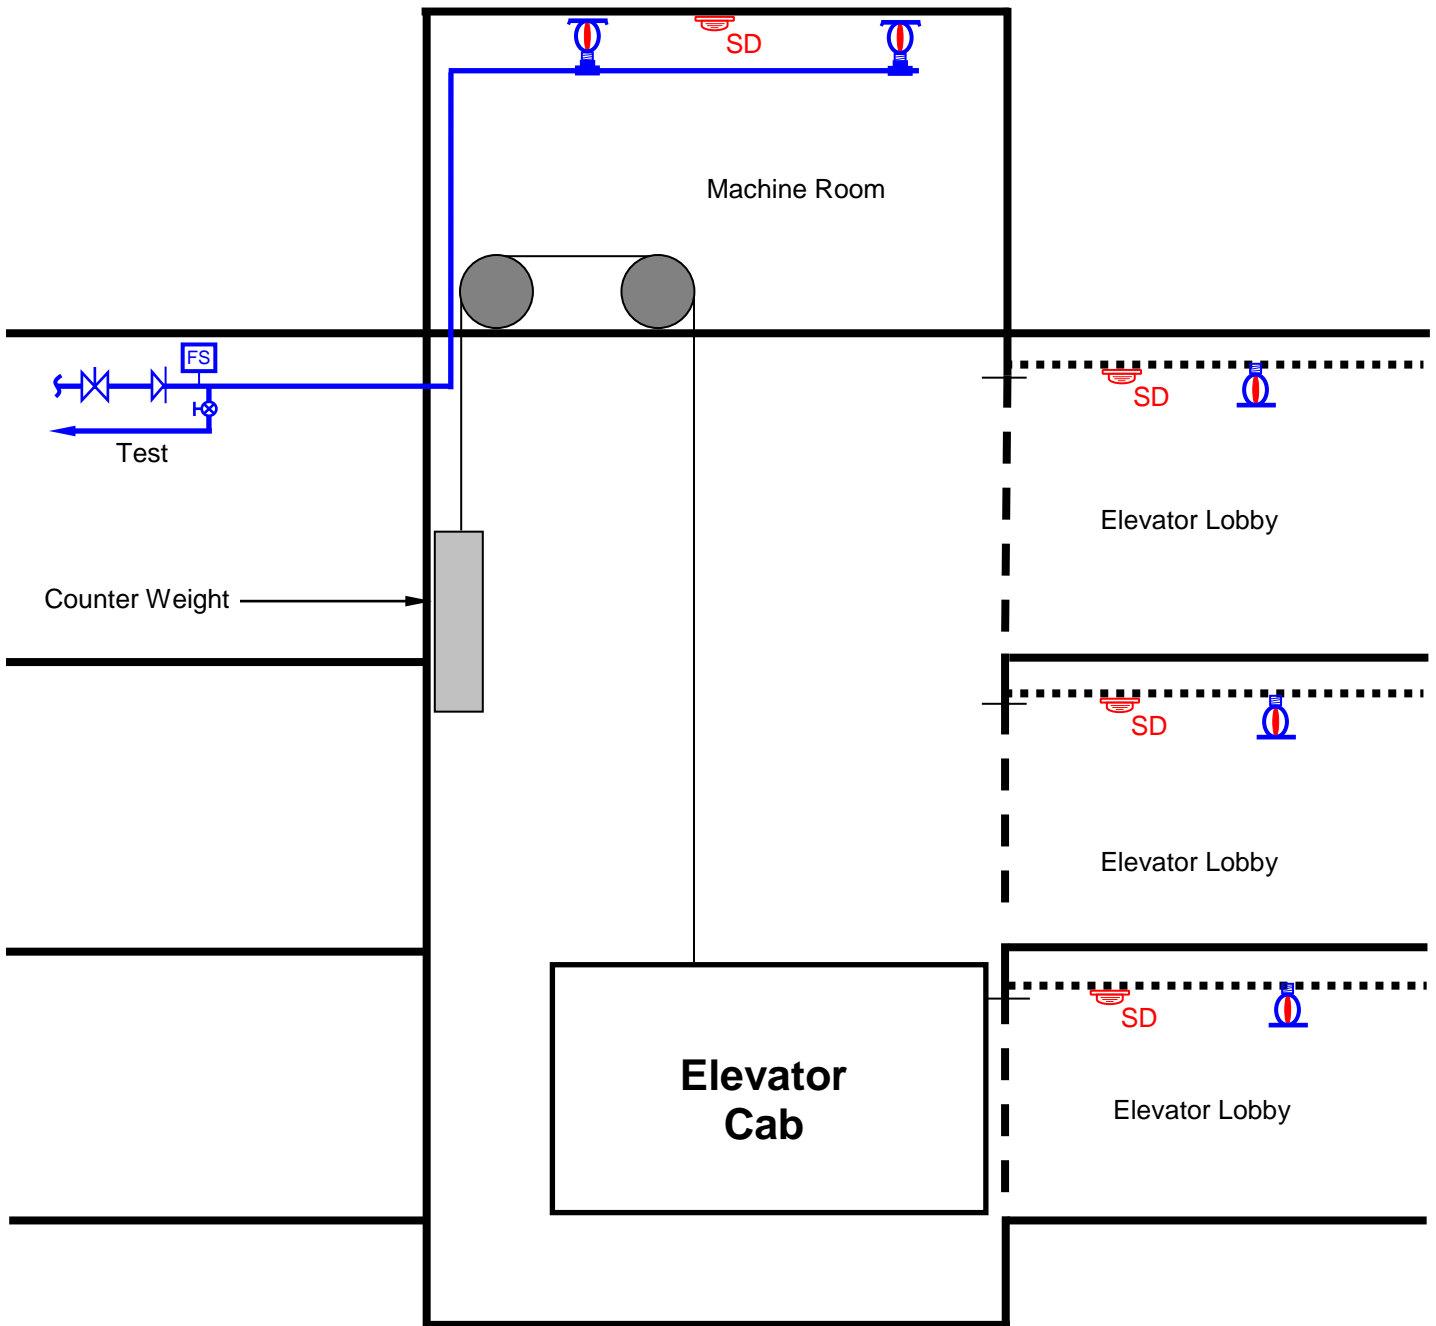 SD
Machine Room
FS
SD
Test
Elevator Lobby
Counter Weight
SD
Elevator Lobby
SD
Elevator
Cab
Elevator Lobby